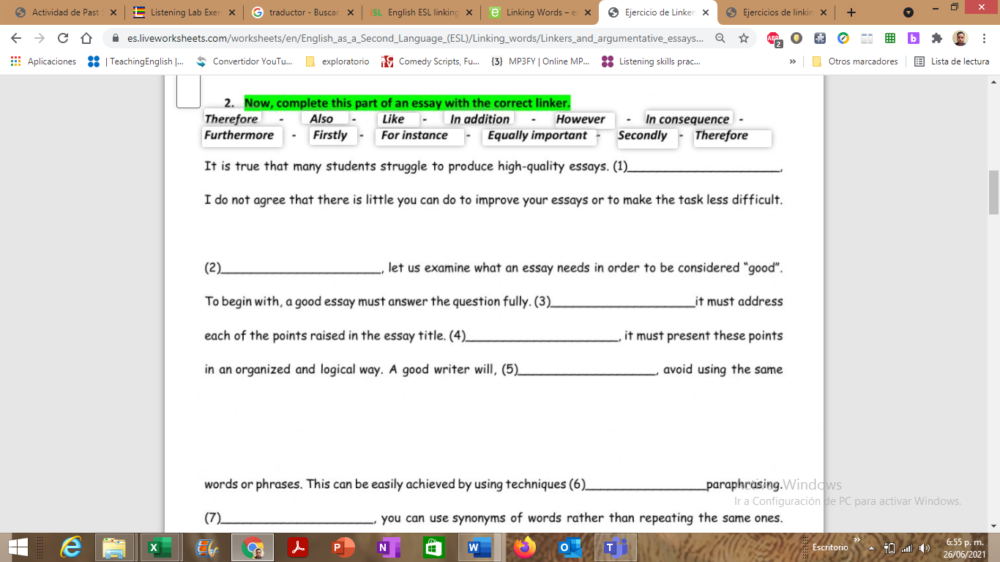 Actividad de Past
Listening Lab Exer
traductor - Buscar
English ESL linking
Linking Words – e
Ejercicio de Linker
Ejercicios de linkin
es.liveworksheets.com/worksheets/en/English_as_a_Second_Language_(ESL)/Linking_words/Linkers_and_argumentative_essays...
ABP
2
Aplicaciones
| TeachingEnglish |...
Convertidor YouTu...
exploratorio
Comedy Scripts, Fu...
{3} MP3FY | Online MP...
Listening skills prac...
»
Otros marcadores
Lista de lectura
2. Now, complete this part of an essay with the correct linker.
Therefore - Also - Like - In addition - However - In consequence -
Furthermore - Firstly - For instance - Equally important - Secondly - Therefore
It is true that many students struggle to produce high-quality essays. (1)____________________,
I do not agree that there is little you can do to improve your essays or to make the task less difficult.
(2)____________________, let us examine what an essay needs in order to be considered “good”.
To begin with, a good essay must answer the question fully. (3)____________________it must address
each of the points raised in the essay title. (4)____________________, it must present these points
in an organized and logical way. A good writer will, (5)____________________, avoid using the same
words or phrases. This can be easily achieved by using techniques (6)____________________paraphrasing.
(7)____________________, you can use synonyms of words rather than repeating the same ones.
Activar Windows
Ir a Configuración de PC para activar Windows.
Escritorio
»
6:55 p. m.
26/06/2021